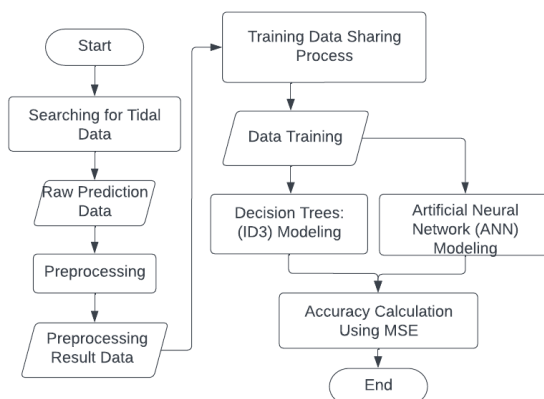 Start
Searching for Tidal
Data
Raw Prediction
Data
Preprocessing
Preprocessing
Result Data
Training Data Sharing
Process
Data Training
Decision Trees:
(ID3) Modeling
Artificial Neural
Network (ANN)
Modeling
Accuracy Calculation
Using MSE
End